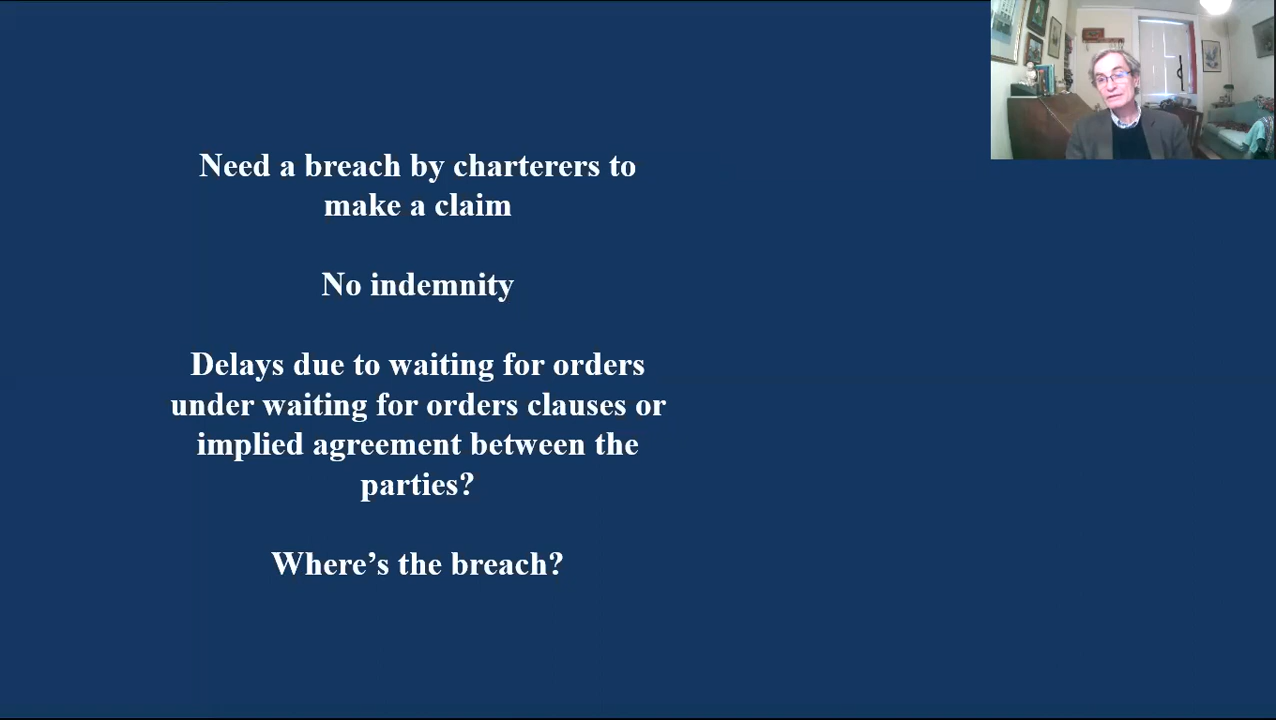 Need a breach by charterers to
make a claim
No indemnity
Delays due to waiting for orders
under waiting for orders clauses or
implied agreement between the
parties?
Where’s the breach?